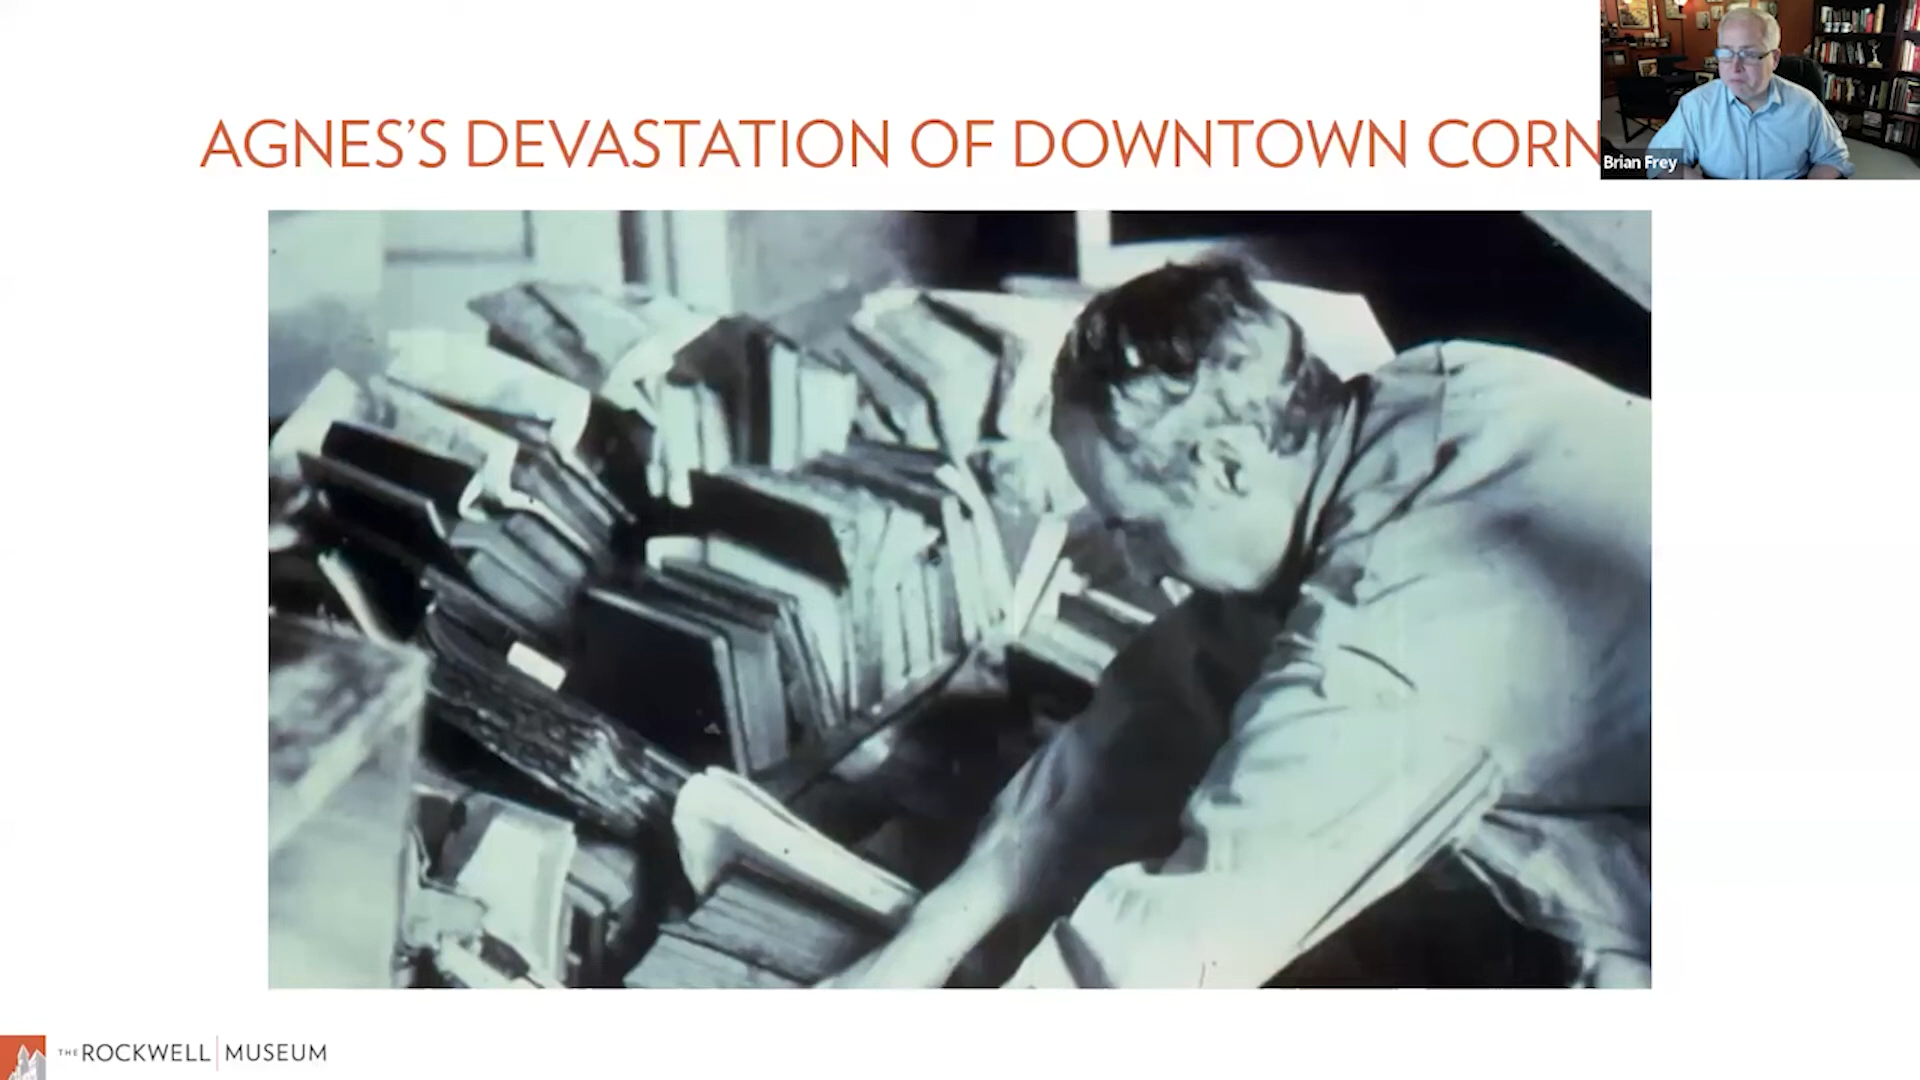 AGNES'S DEVASTATION OF DOWNTOWN CORN
Brian Frey
THE ROCKWELL MUSEUM